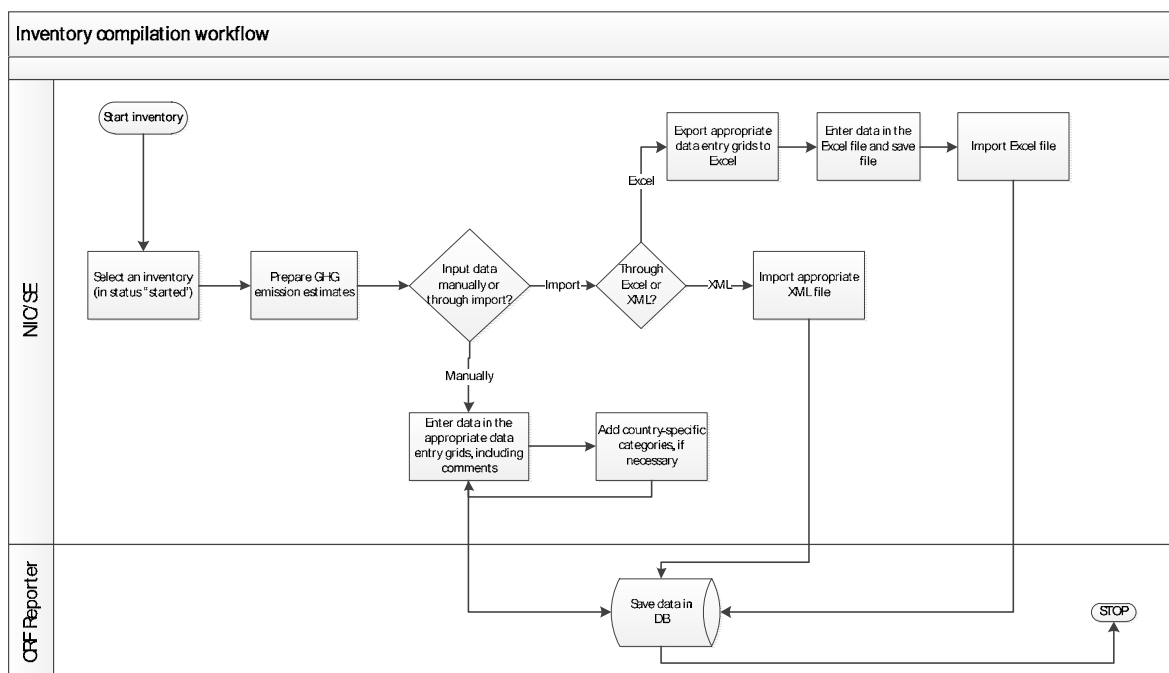 Inventory compilation workflow
NIC/SE
Start inventory
Select an inventory
(in status "started")
Prepare GHG
emission estimates
Input data
manually or
through import?
Import
Through
Excel or
XML?
Excel
Export appropriate
data entry grids to
Excel
Enter data in the
Excel file and save
file
Import Excel file
XML
Import appropriate
XML file
Manually
Enter data in the
appropriate data
entry grids, including
comments
Add country-specific
categories, if
necessary
CRF Reporter
Save data in
DB
STOP